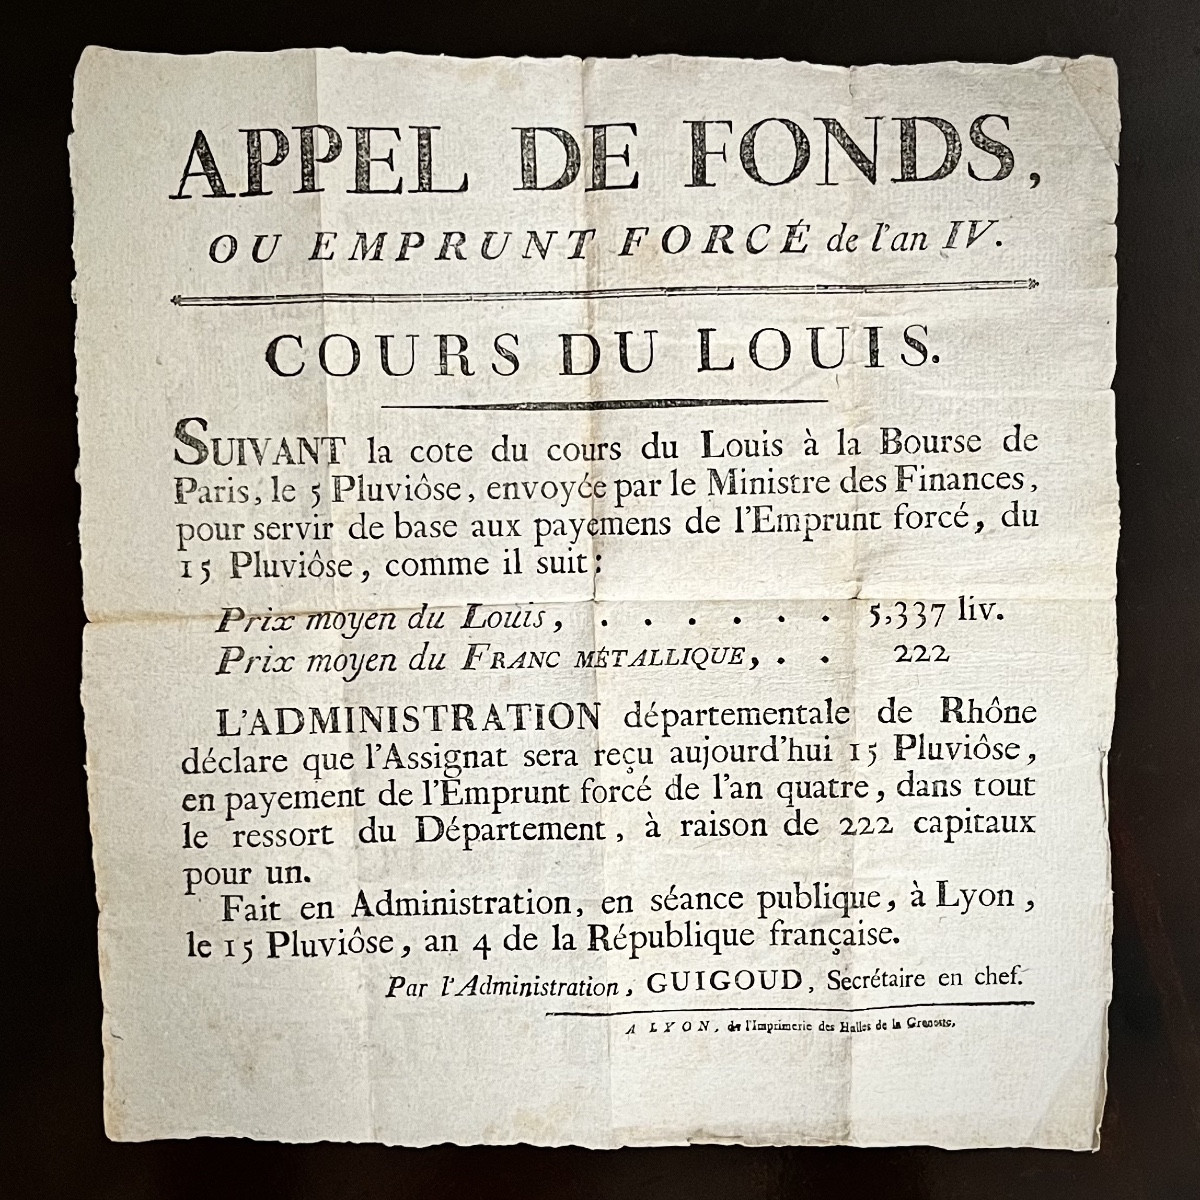 APPEL DE FONDS,
OU EMPRUNT FORCÉ de l'an IV.
COURS DU LOUIS.
SUIVANT la cote du cours du Louis à la Bourse de
Paris, le 5 Pluviôse, envoyée par le Ministre des Finances,
pour servir de base aux payemens de l'Emprunt forcé, du
15 Pluviôse, comme il suit:
Prix moyen du Louis, . . . . . . 5,337 liv.
Prix moyen du FRANC MÉTALLIQUE, . . 222
L'ADMINISTRATION départementale de Rhône
déclare que l'Assignat sera reçu aujourd'hui 15 Pluviôse,
en payement de l'Emprunt forcé de l'an quatre, dans tout
le ressort du Département, à raison de 222 capitaux
pour un.
Fait en Administration, en séance publique, à Lyon,
le 15 Pluviôse, an 4 de la République française.
Par l'Administration, GUIGOUD, Secrétaire en chef.
A LYON, de l'Imprimerie des Halles de la Grenette,